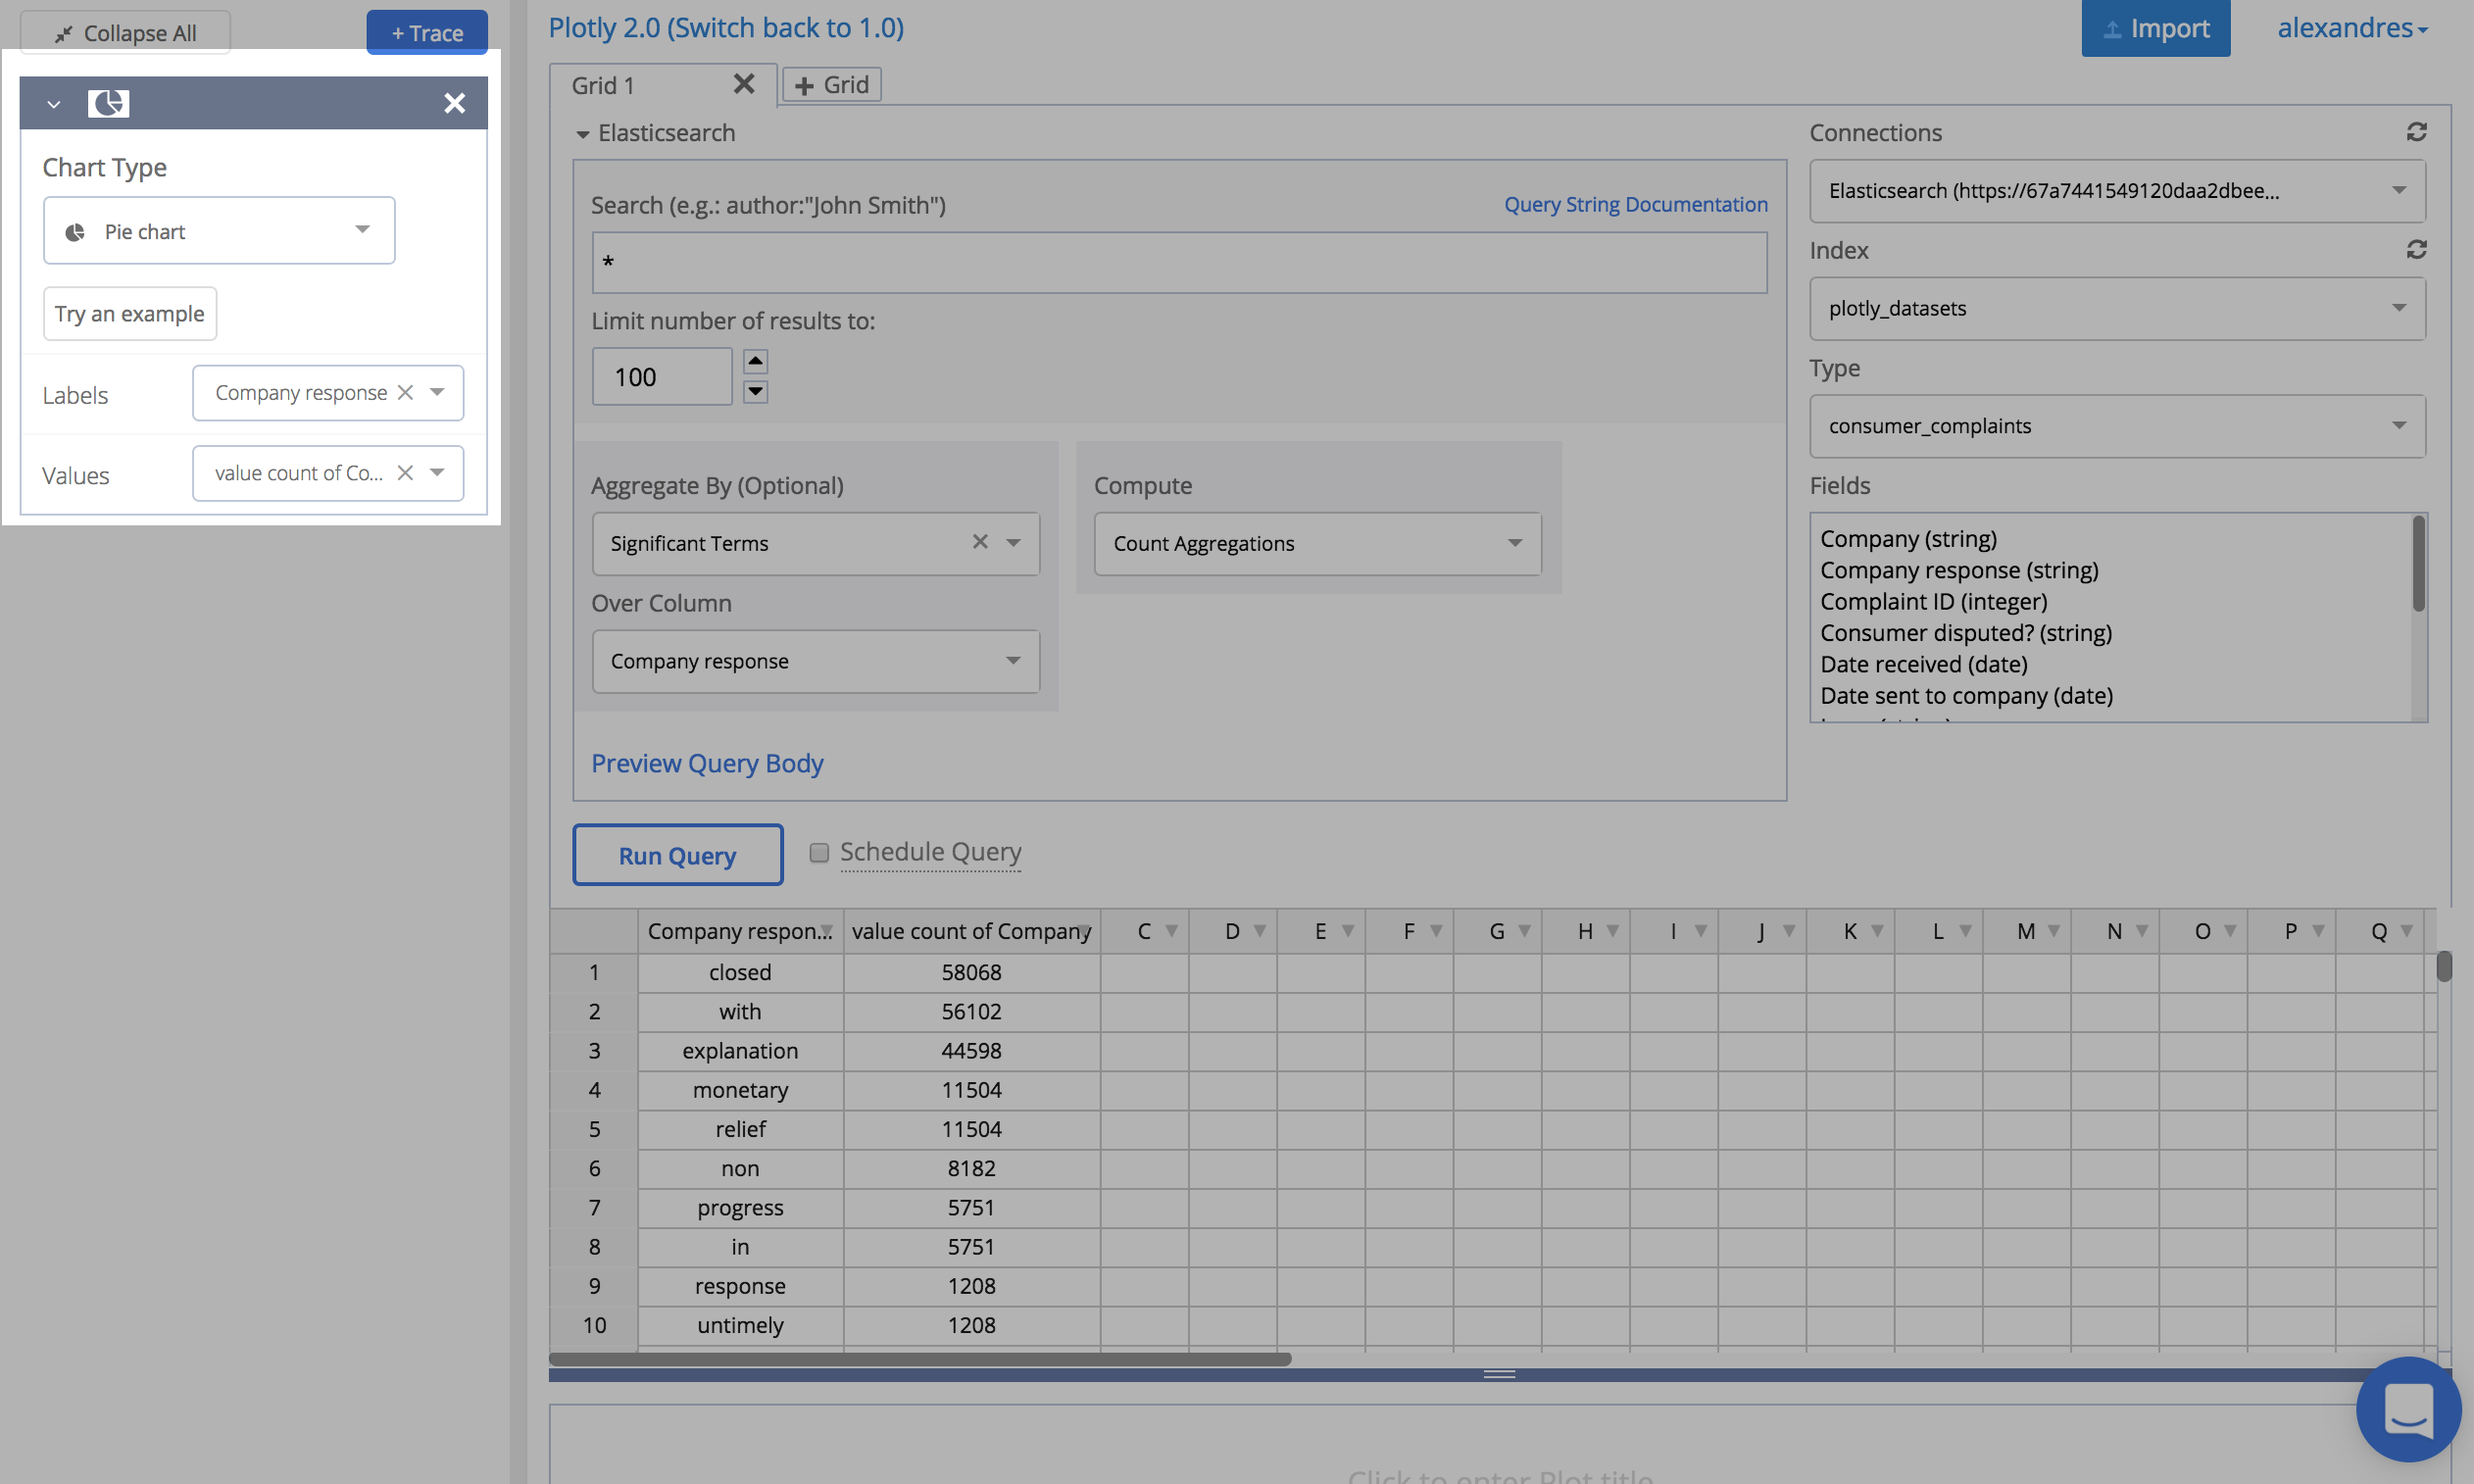 Collapse All
+ Trace
Plotly 2.0 (Switch back to 1.0)
Import
alexandres
Grid 1
Grid
Chart Type
Pie chart
Try an example
Labels
Company response
Values
value count of Co...
Elasticsearch
Search (e.g.: author:"John Smith")
Query String Documentation
*
Limit number of results to:
100
Aggregate By (Optional)
Significant Terms
Over Column
Company response
Compute
Count Aggregations
Preview Query Body
Connections
Elasticsearch (https://67a7441549120daa2dbee...
Index
plotly_datasets
Type
consumer_complaints
Fields
Company (string)
Company response (string)
Complaint ID (integer)
Consumer disputed? (string)
Date received (date)
Date sent to company (date)
Run Query
Schedule Query
Company respon... value count of Company C D E F G H I J K L M N O P Q
1 closed 58068
2 with 56102
3 explanation 44598
4 monetary 11504
5 relief 11504
6 non 8182
7 progress 5751
8 in 5751
9 response 1208
10 untimely 1208
Click to enter Plot title